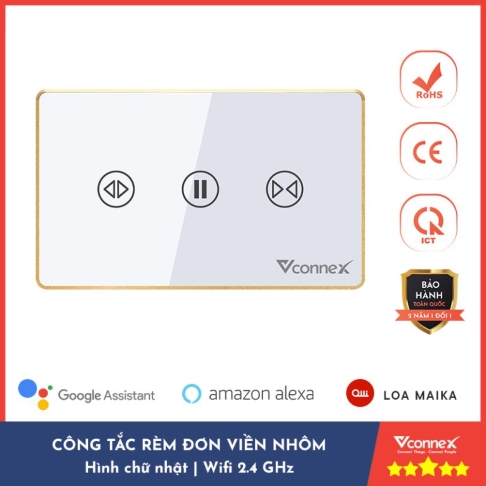 RoHS
CE
ICT
Vconnex
BẢO
HÀNH
TOÀN QUỐC
2 NĂM 1 ĐỔI 1
Google Assistant
amazon alexa
LOA MAIKA
CÔNG TẮC RÈM ĐƠN VIỀN NHÔM
Hình chữ nhật | Wifi 2.4 GHz
Vconnex
Connect Things - Connect People